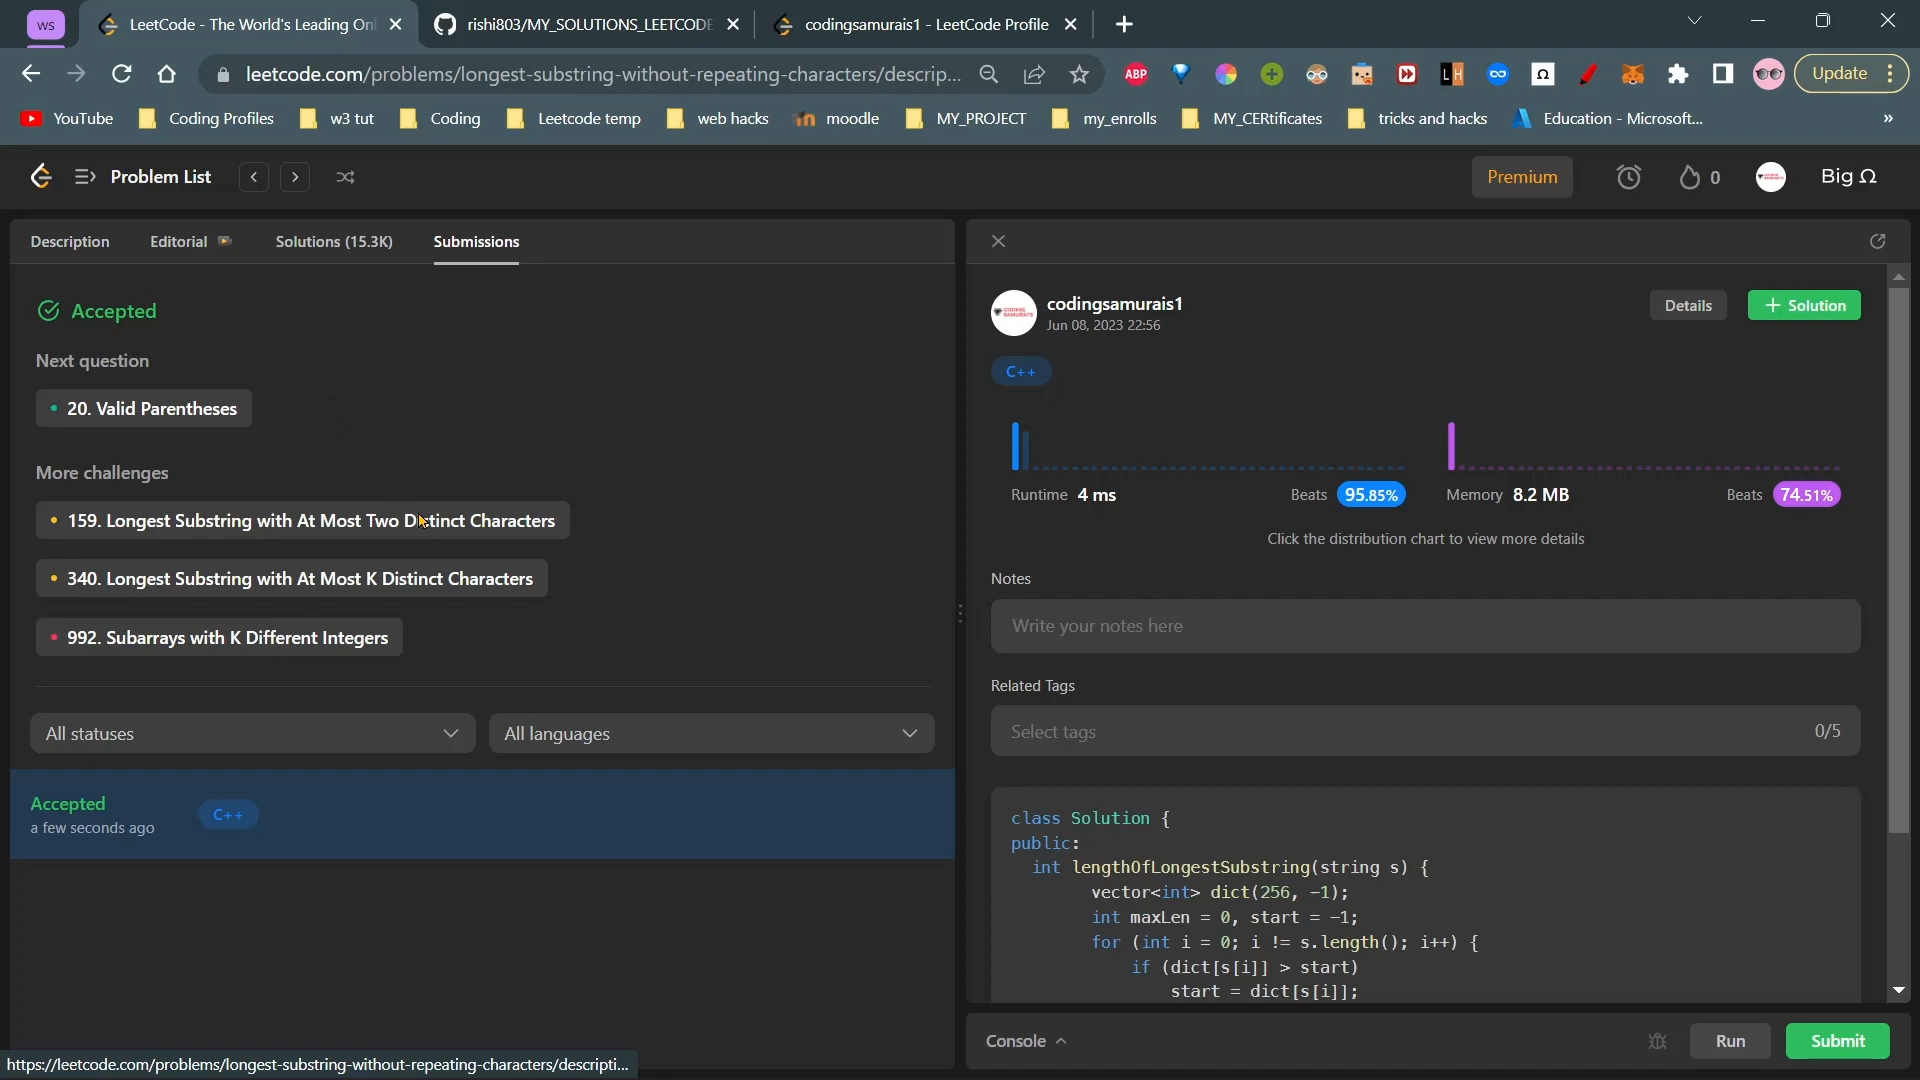 ws
LeetCode - The World's Leading Onl
rishi803/MY_SOLUTIONS_LEETCODE
codingsamurais1 - LeetCode Profile
leetcode.com/problems/longest-substring-without-repeating-characters/descrip...
ABP
LH
Ω
Update
YouTube
Coding Profiles
w3 tut
Coding
Leetcode temp
web hacks
moodle
MY_PROJECT
my_enrolls
MY_CERtificates
tricks and hacks
Education - Microsoft...
»
Problem List
Premium
0
Big Ω
Description
Editorial
Solutions (15.3K)
Submissions
Accepted
Next question
20. Valid Parentheses
More challenges
159. Longest Substring with At Most Two Distinct Characters
340. Longest Substring with At Most K Distinct Characters
992. Subarrays with K Different Integers
All statuses
All languages
Accepted
a few seconds ago
C++
codingsamurais1
Jun 08, 2023 22:56
Details
+ Solution
C++
Runtime 4 ms
Beats 95.85%
Memory 8.2 MB
Beats 74.51%
Click the distribution chart to view more details
Notes
Write your notes here
Related Tags
Select tags
0/5
class Solution {
public:
int lengthOfLongestSubstring(string s) {
vector<int> dict(256, -1);
int maxLen = 0, start = -1;
for (int i = 0; i != s.length(); i++) {
if (dict[s[i]] > start)
start = dict[s[i]];
Console
Run
Submit
https://leetcode.com/problems/longest-substring-without-repeating-characters/descripti...